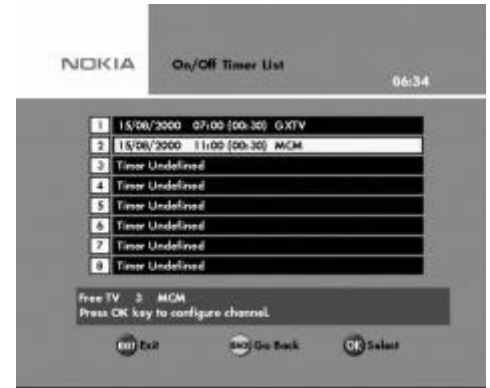 NOKIA
On/Off Timer List
06:34
1 15/08/2000 07:00 (00:30) GXTV
2 15/08/2000 11:00 (00:30) MCM
3 Timer Undefined
4 Timer Undefined
5 Timer Undefined
6 Timer Undefined
7 Timer Undefined
8 Timer Undefined
Free TV 3 MCM
Press OK key to configure channel.
EXIT Exit BACK Go Back OK Select